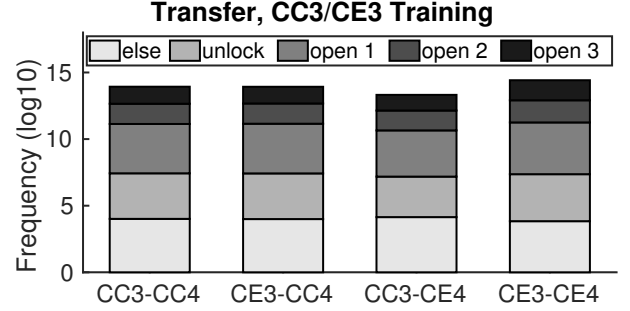 Transfer, CC3/CE3 Training
else unlock open 1 open 2 open 3
Frequency (log10)
15
10
5
0
CC3-CC4 CE3-CC4 CC3-CE4 CE3-CE4